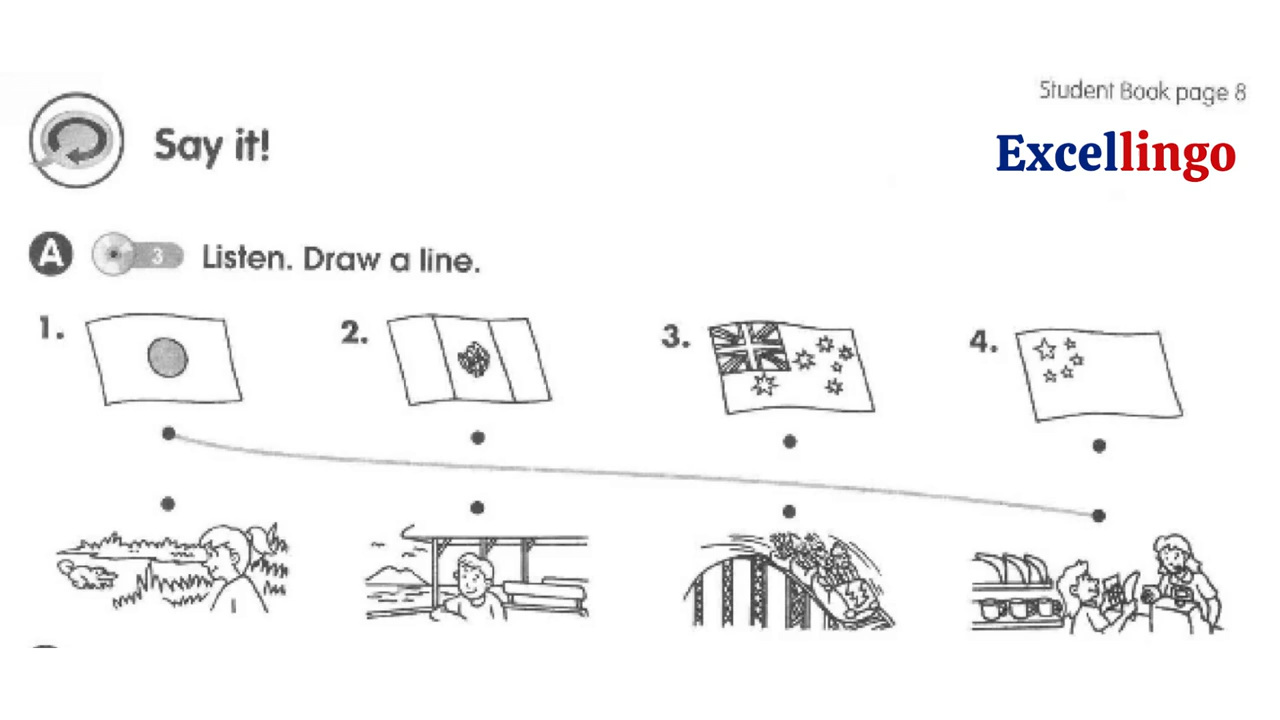 Student Book page 8
Excellingo
Say it!
A 3 Listen. Draw a line.
1. 2. 3. 4.